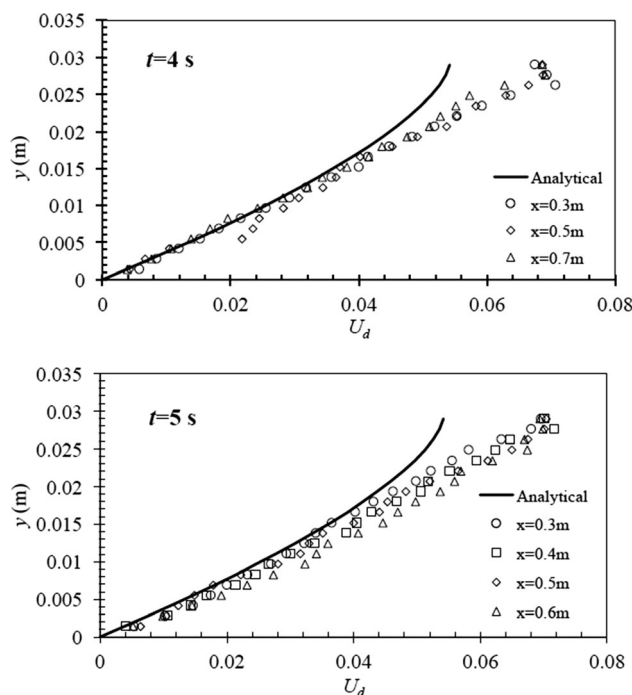 0.035
t=4 s
0.03
0.025
0.02
y (m)
0.015
Analytical
0.01
x=0.3m
x=0.5m
0.005
x=0.7m
0
0
0.02
0.04
0.06
0.08
U_d
0.035
t=5 s
0.03
0.025
0.02
y (m)
Analytical
0.015
x=0.3m
0.01
x=0.4m
x=0.5m
0.005
x=0.6m
0
0
0.02
0.04
0.06
0.08
U_d